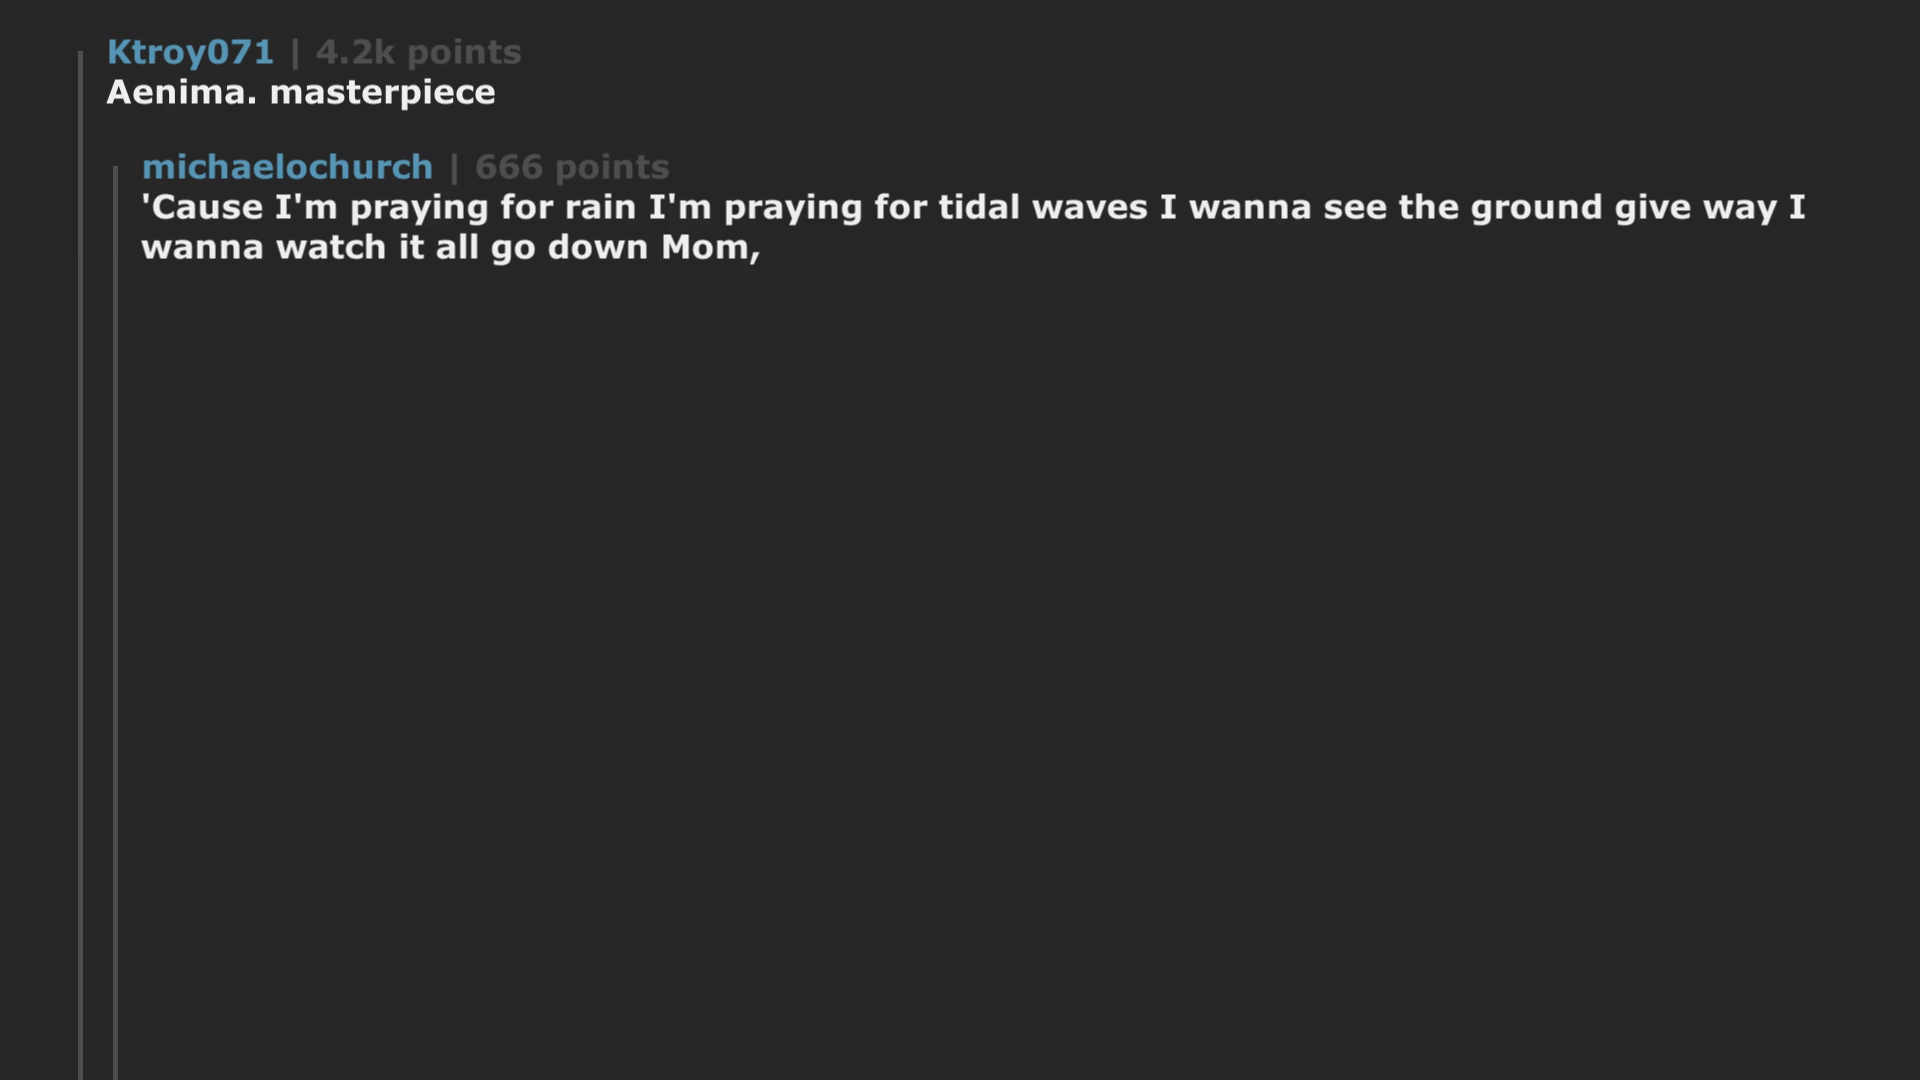 Ktroy071 | 4.2k points
Aenima. masterpiece
michaelochurch | 666 points
'Cause I'm praying for rain I'm praying for tidal waves I wanna see the ground give way I
wanna watch it all go down Mom,